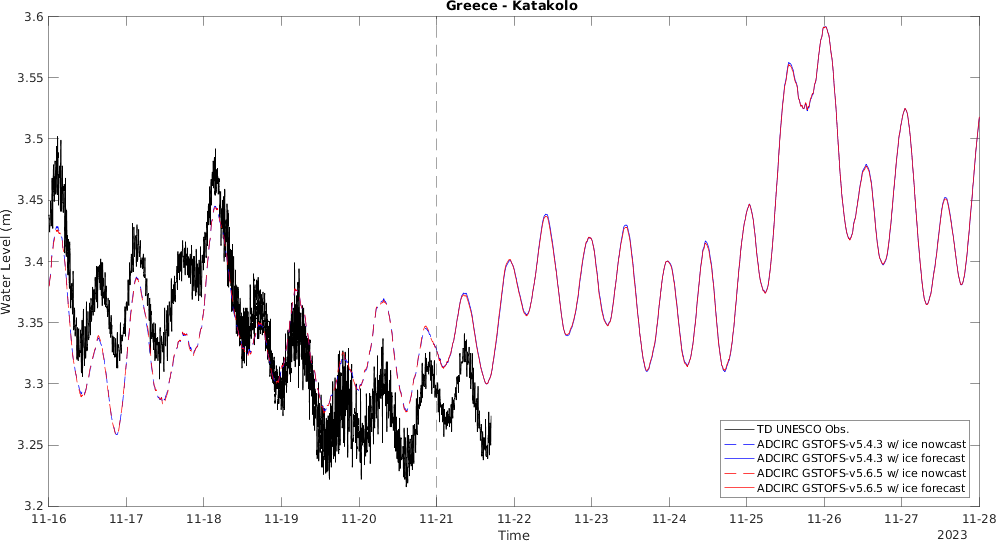 Greece - Katakolo
3.6
3.55
3.5
3.45
3.4
3.35
3.3
3.25
3.2
Water Level (m)
TD UNESCO Obs.
ADCIRC GSTOFS-v5.4.3 w/ ice nowcast
ADCIRC GSTOFS-v5.4.3 w/ ice forecast
ADCIRC GSTOFS-v5.6.5 w/ ice nowcast
ADCIRC GSTOFS-v5.6.5 w/ ice forecast
11-16 11-17 11-18 11-19 11-20 11-21 11-22 11-23 11-24 11-25 11-26 11-27 11-28
Time
2023